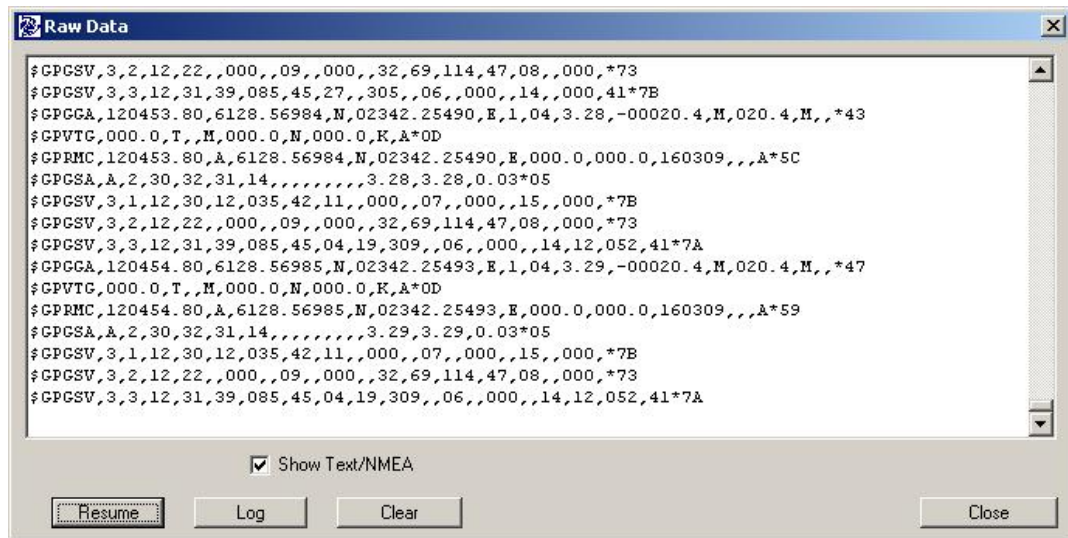 Raw Data
$GPGSV,3,2,12,22,,000,,09,,000,,32,69,114,47,08,,000,*73
$GPGSV,3,3,12,31,39,085,45,27,,305,,06,,000,,14,,000,41*7B
$GPGGA,120453.80,6128.56984,N,02342.25490,E,1,04,3.28,-00020.4,M,020.4,M,,*43
$GPVTG,000.0,T,,M,000.0,N,000.0,K,A*0D
$GPRMC,120453.80,A,6128.56984,N,02342.25490,E,000.0,000.0,160309,,,A*5C
$GPGSA,A,2,30,32,31,14,,,,,,,,,3.28,3.28,0.03*05
$GPGSV,3,1,12,30,12,035,42,11,,000,,07,,000,,15,,000,*7B
$GPGSV,3,2,12,22,,000,,09,,000,,32,69,114,47,08,,000,*73
$GPGSV,3,3,12,31,39,085,45,04,19,309,,06,,000,,14,12,052,41*7A
$GPGGA,120454.80,6128.56985,N,02342.25493,E,1,04,3.29,-00020.4,M,020.4,M,,*47
$GPVTG,000.0,T,,M,000.0,N,000.0,K,A*0D
$GPRMC,120454.80,A,6128.56985,N,02342.25493,E,000.0,000.0,160309,,,A*59
$GPGSA,A,2,30,32,31,14,,,,,,,,,3.29,3.29,0.03*05
$GPGSV,3,1,12,30,12,035,42,11,,000,,07,,000,,15,,000,*7B
$GPGSV,3,2,12,22,,000,,09,,000,,32,69,114,47,08,,000,*73
$GPGSV,3,3,12,31,39,085,45,04,19,309,,06,,000,,14,12,052,41*7A
Show Text/NMEA
Resume Log Clear Close